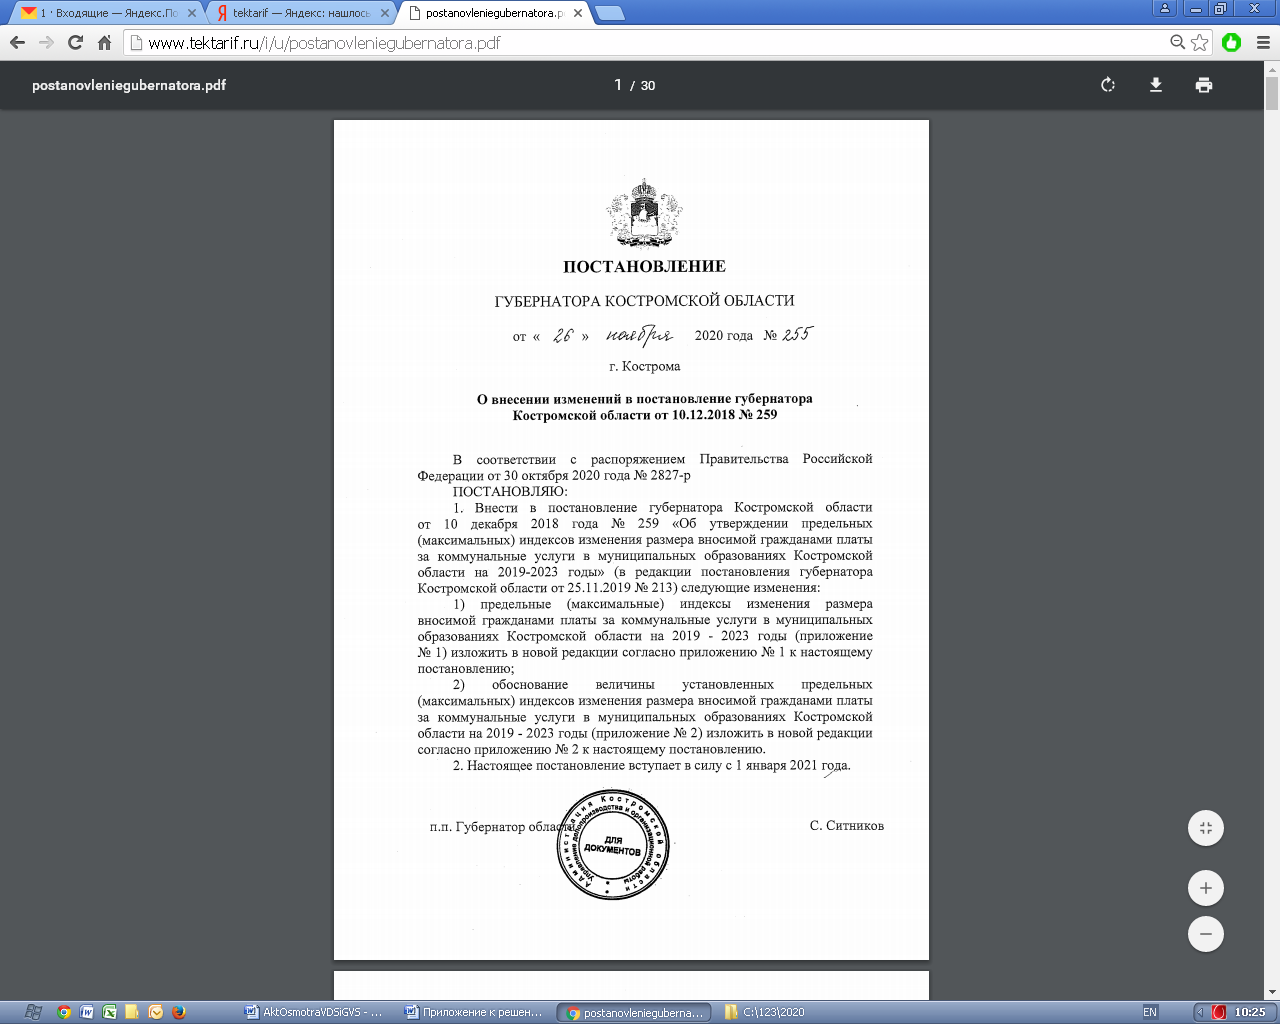 1 · Входящие — Яндекс.По
tektarif — Яндекс: нашлось
postanovleniegubernatora.p
www.tektarif.ru/i/u/postanovleniegubernatora.pdf
postanovleniegubernatora.pdf
1 / 30
ПОСТАНОВЛЕНИЕ
ГУБЕРНАТОРА КОСТРОМСКОЙ ОБЛАСТИ
от « 26 » ноября 2020 года № 255
г. Кострома
О внесении изменений в постановление губернатора
Костромской области от 10.12.2018 № 259
В соответствии с распоряжением Правительства Российской
Федерации от 30 октября 2020 года № 2827-р
ПОСТАНОВЛЯЮ:
1. Внести в постановление губернатора Костромской области
от 10 декабря 2018 года № 259 «Об утверждении предельных
(максимальных) индексов изменения размера вносимой гражданами платы
за коммунальные услуги в муниципальных образованиях Костромской
области на 2019-2023 годы» (в редакции постановления губернатора
Костромской области от 25.11.2019 № 213) следующие изменения:
1) предельные (максимальные) индексы изменения размера
вносимой гражданами платы за коммунальные услуги в муниципальных
образованиях Костромской области на 2019 - 2023 годы (приложение
№ 1) изложить в новой редакции согласно приложению № 1 к настоящему
постановлению;
2) обоснование величины установленных предельных
(максимальных) индексов изменения размера вносимой гражданами платы
за коммунальные услуги в муниципальных образованиях Костромской
области на 2019 - 2023 годы (приложение № 2) изложить в новой редакции
согласно приложению № 2 к настоящему постановлению.
2. Настоящее постановление вступает в силу с 1 января 2021 года.
п.п. Губернатор области
С. Ситников
Администрация Костромской области
Управление делопроизводства и организационной работы
ДЛЯ
ДОКУМЕНТОВ
AktOsmotraVDSiGVS - ...
Приложение к решен...
postanovleniegubernа...
C:\123\2020
EN
10:25